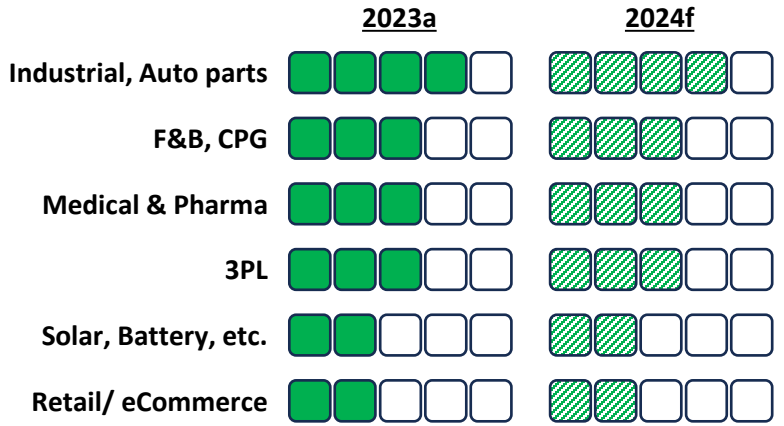 2023a 2024f
Industrial, Auto parts
F&B, CPG
Medical & Pharma
3PL
Solar, Battery, etc.
Retail/ eCommerce